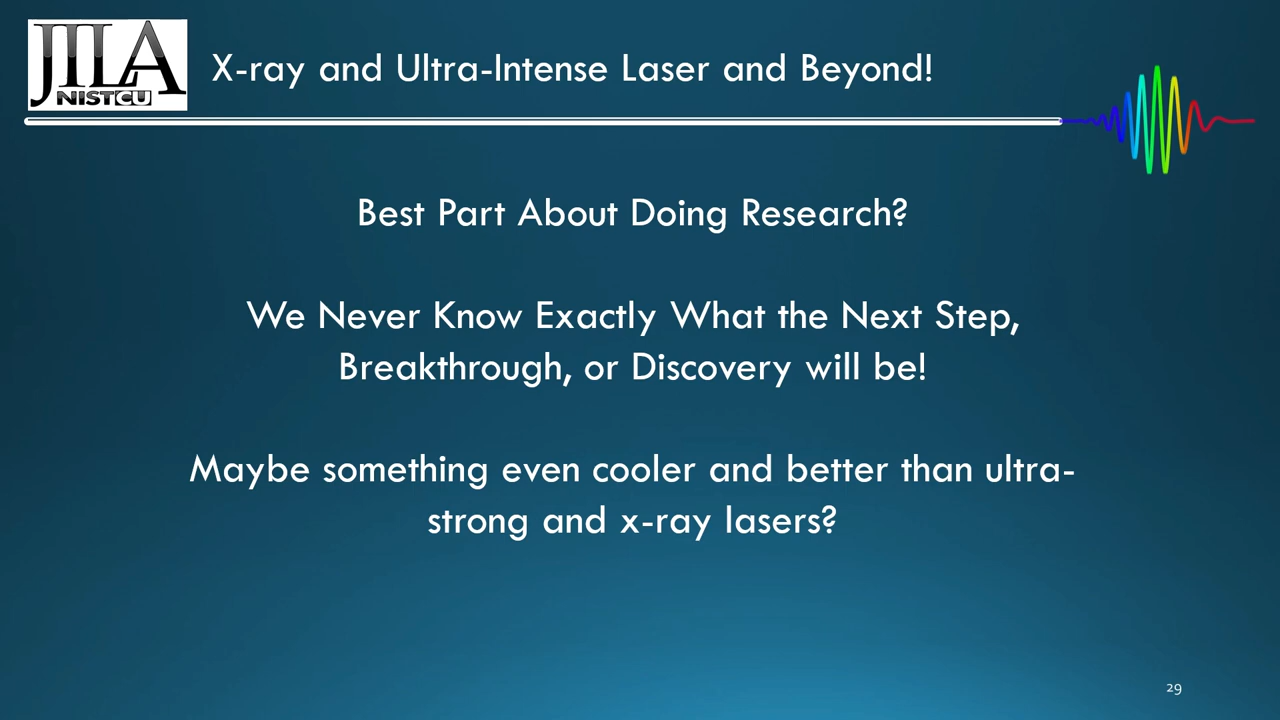 JILA
NIST CU
X-ray and Ultra-Intense Laser and Beyond!
Best Part About Doing Research?
We Never Know Exactly What the Next Step,
Breakthrough, or Discovery will be!
Maybe something even cooler and better than ultra-
strong and x-ray lasers?
29